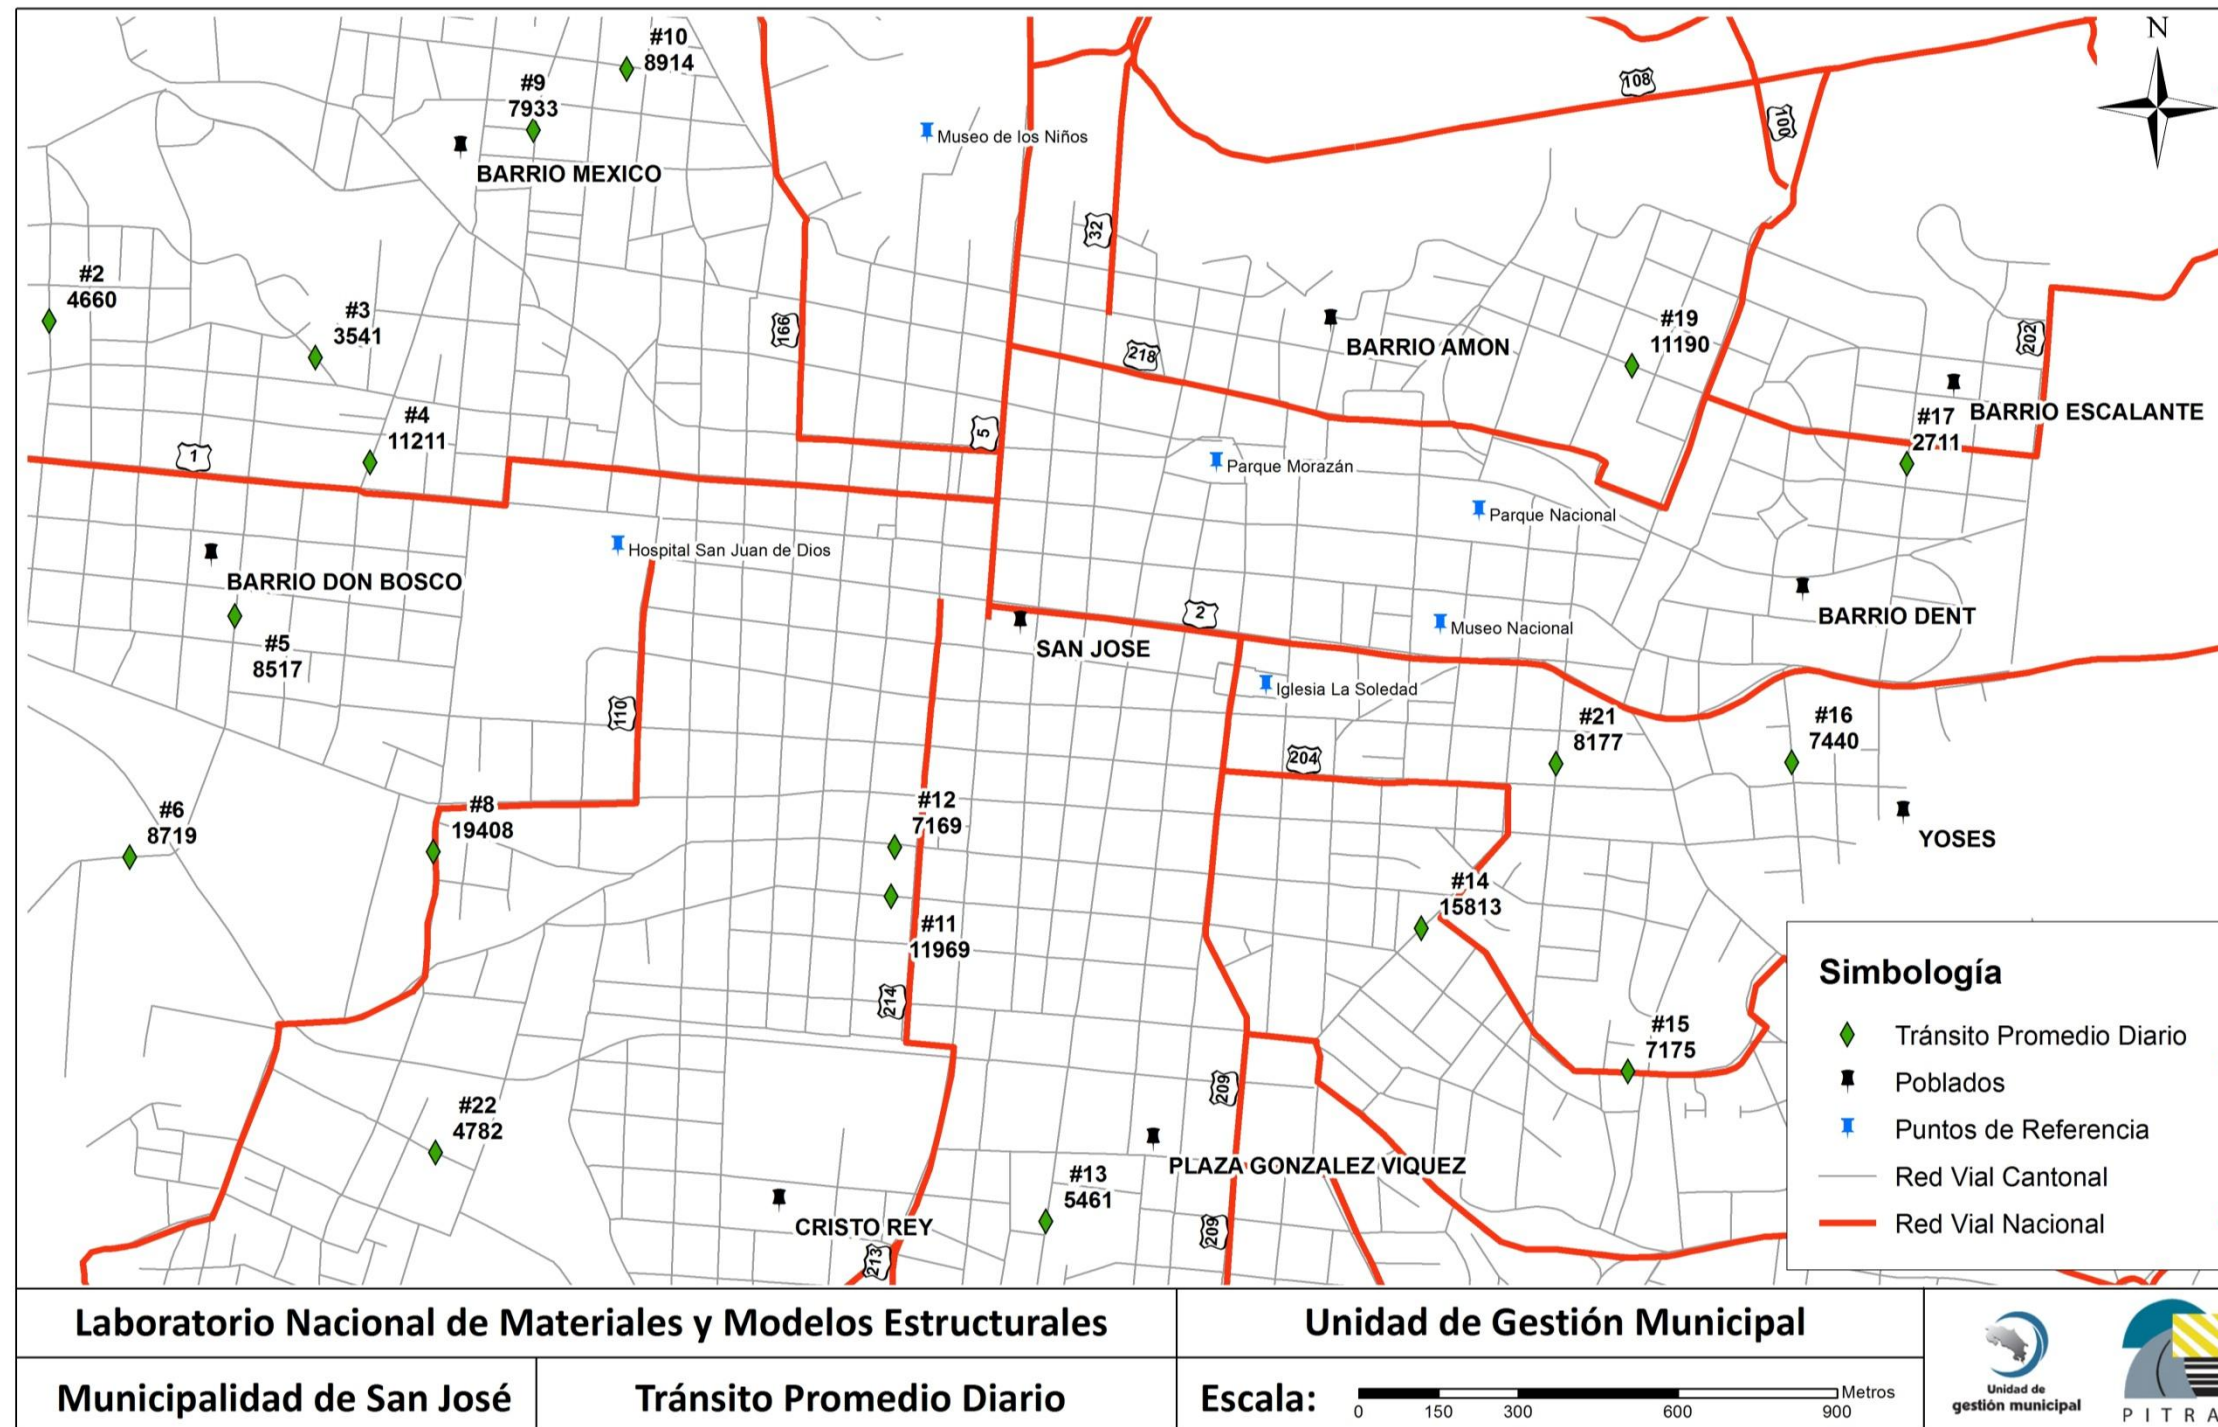 #10
8914
N
#9
7933
108
100
Museo de los Niños
BARRIO MEXICO
32
#2
4660
#3
3541
166
218
BARRIO AMON
#19
11190
202
#4
11211
5
#17
2711
BARRIO ESCALANTE
1
Parque Morazán
Parque Nacional
Hospital San Juan de Dios
BARRIO DON BOSCO
2
BARRIO DENT
#5
8517
SAN JOSE
Museo Nacional
Iglesia La Soledad
110
#21
8177
#16
7440
204
#6
8719
#8
19408
#12
7169
YOSES
#14
15813
#11
11969
214
Simbología
Tránsito Promedio Diario
Poblados
Puntos de Referencia
Red Vial Cantonal
Red Vial Nacional
#15
7175
209
#22
4782
PLAZA GONZALEZ VIQUEZ
#13
5461
CRISTO REY
209
213
Laboratorio Nacional de Materiales y Modelos Estructurales
Unidad de Gestión Municipal
Municipalidad de San José
Tránsito Promedio Diario
Escala:
0 150 300 600 900
Metros
Unidad de
gestión municipal
P I T R A